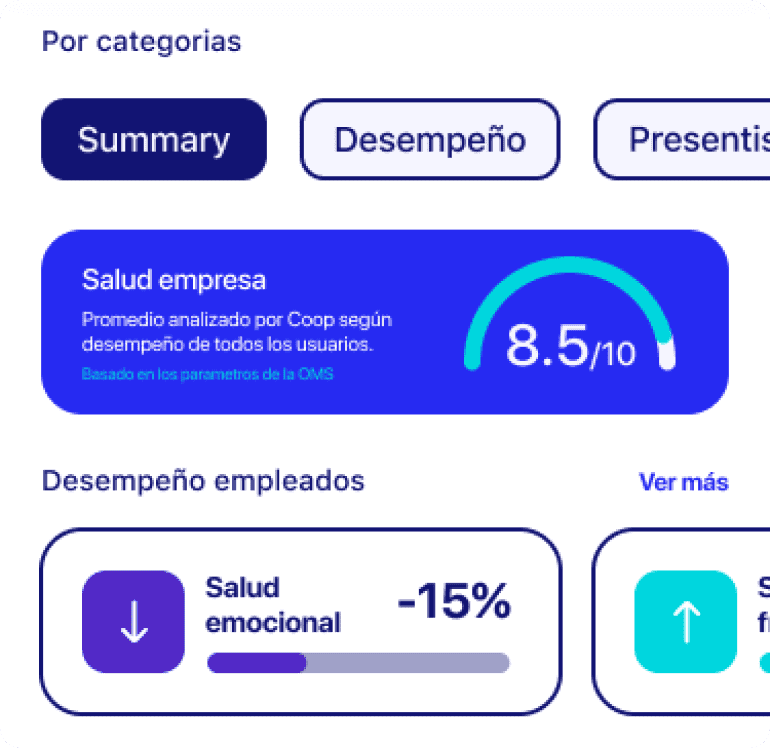 Por categorias
Summary
Desempeño
Salud empresa
Promedio analizado por Coop según
desempeño de todos los usuarios.
Basado en los parametros de la OMS
8.5/10
Desempeño empleados
Ver más
Salud
emocional
-15%